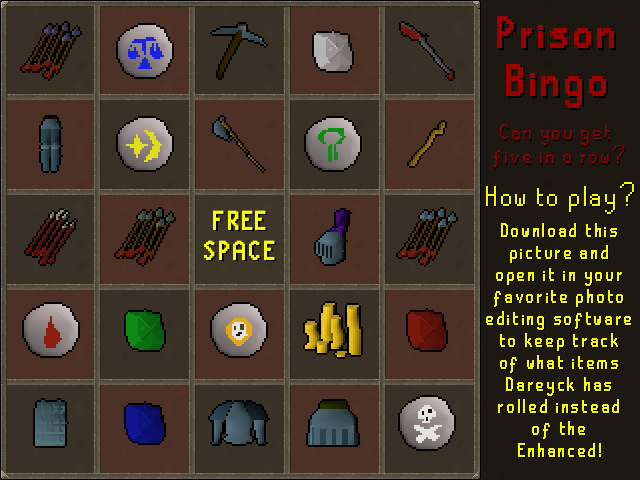 Prison
Bingo
Can you get
five in a row?
How to play?
Download this
picture and
open it in your
favorite photo
editing software
to keep track
of what items
Dareyck has
rolled instead
of the
Enhanced!
FREE
SPACE